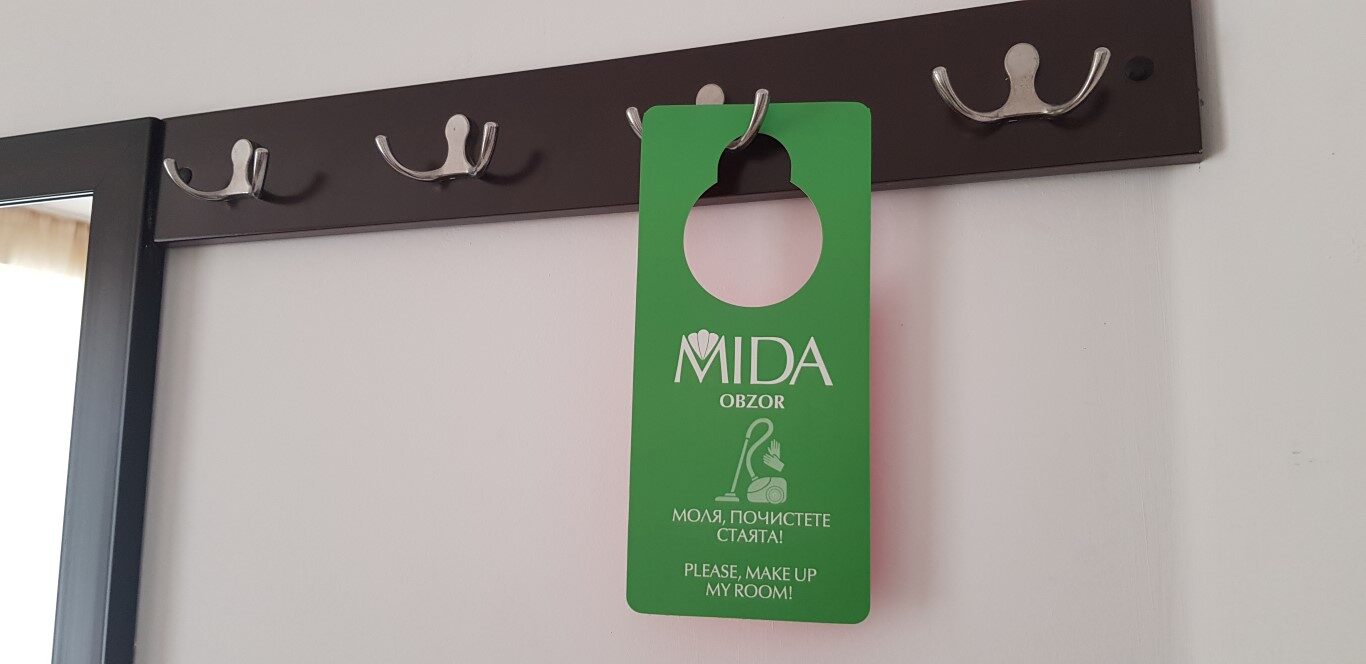 MIDA
OBZOR
МОЛЯ, ПОЧИСТЕТЕ
СТАЯТА!
PLEASE, MAKE UP
MY ROOM!